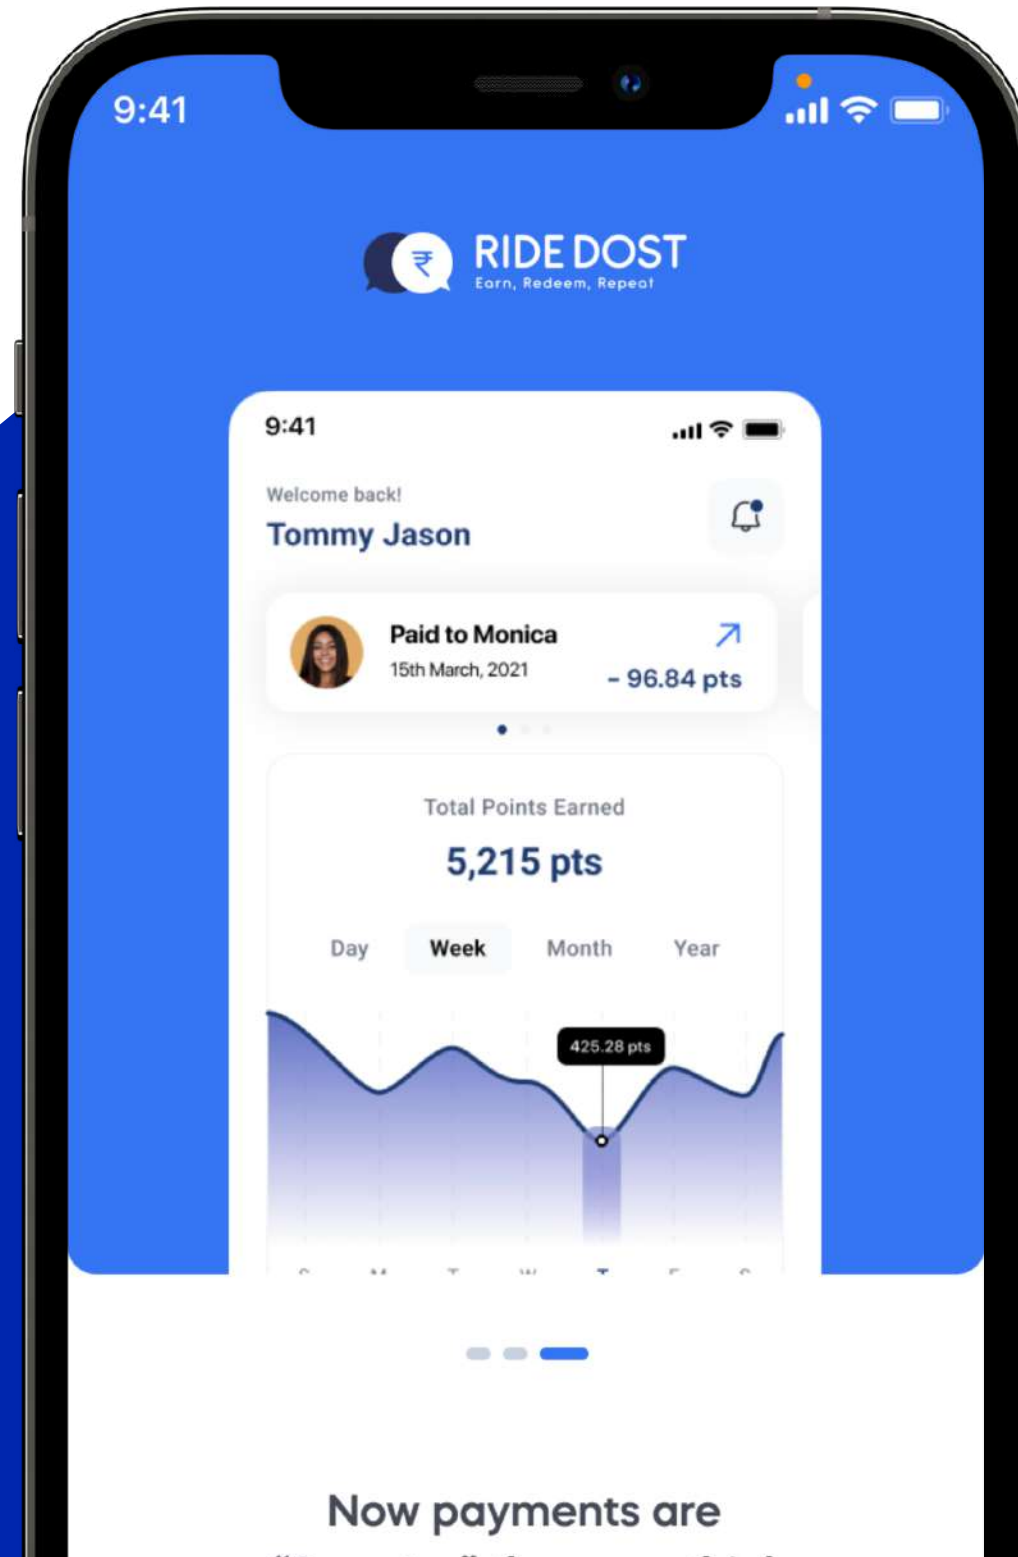 9:41
RIDE DOST
Earn, Redeem, Repeat
9:41
Welcome back!
Tommy Jason
Paid to Monica
15th March, 2021
- 96.84 pts
Total Points Earned
5,215 pts
Day Week Month Year
425.28 pts
S M T W T F S
Now payments are